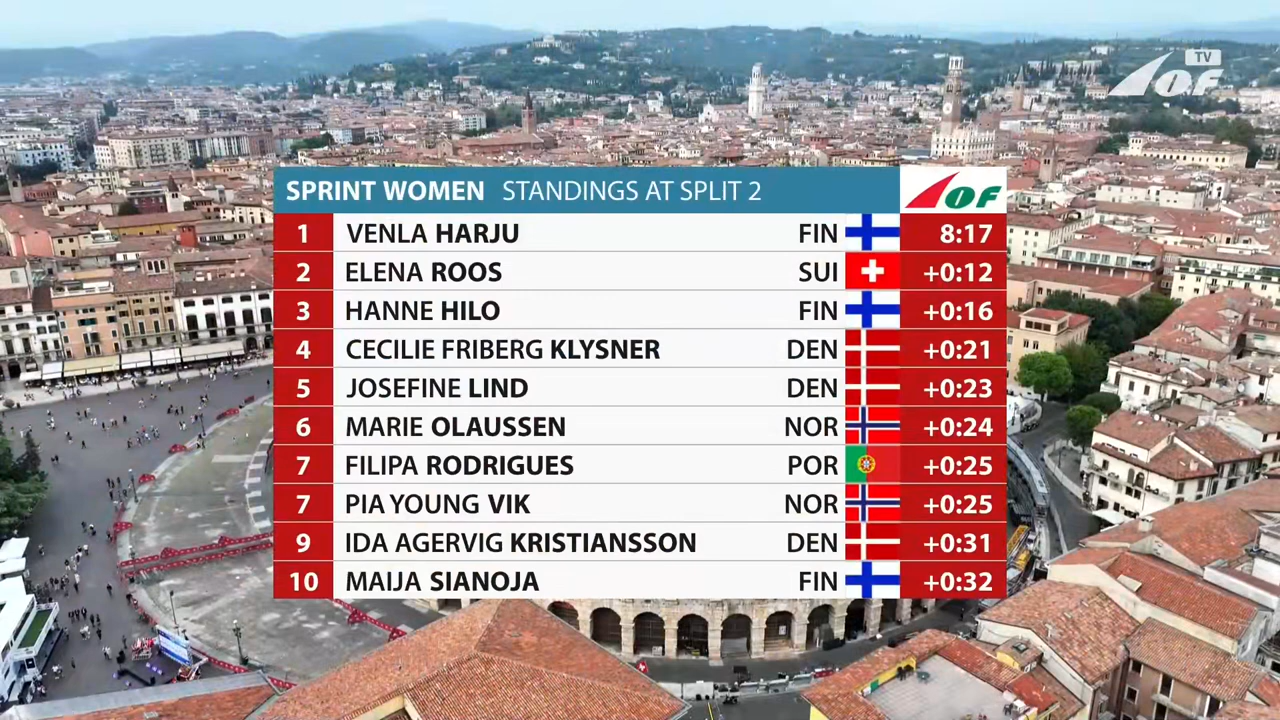 TV
IOF
SPRINT WOMEN STANDINGS AT SPLIT 2 IOF
1 VENLA HARJU FIN 8:17
2 ELENA ROOS SUI +0:12
3 HANNE HILO FIN +0:16
4 CECILIE FRIBERG KLYSNER DEN +0:21
5 JOSEFINE LIND DEN +0:23
6 MARIE OLAUSSEN NOR +0:24
7 FILIPA RODRIGUES POR +0:25
7 PIA YOUNG VIK NOR +0:25
9 IDA AGERVIG KRISTIANSSON DEN +0:31
10 MAIJA SIANOJA FIN +0:32